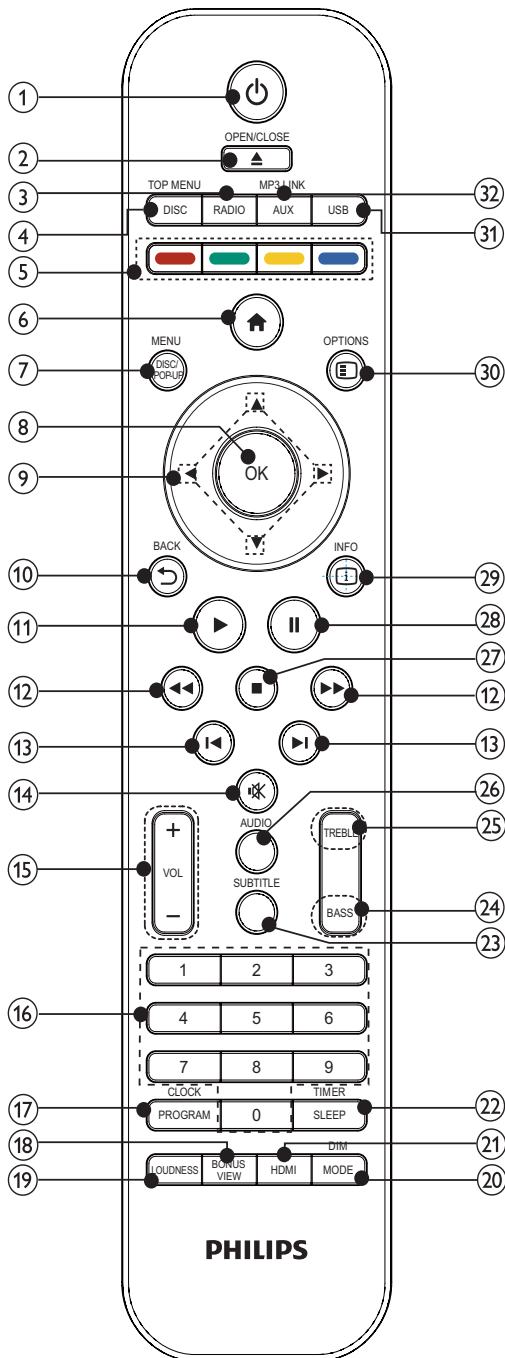 1
OPEN/CLOSE
2
TOP MENU MP3 LINK
3 32
DISC RADIO AUX USB
4 31
5
6
MENU OPTIONS
7 DISC/ 30
POP-UP
8
OK
9
BACK INFO
10 29
11 28
27
12 12
13 13
14 26
AUDIO
TREBLE 25
+
15 VOL
SUBTITLE
−
BASS 24
23
1 2 3
16 4 5 6
7 8 9
CLOCK TIMER
17 PROGRAM 0 SLEEP 22
18 DIM 21
19 LOUDNESS BONUS HDMI MODE 20
VIEW
PHILIPS